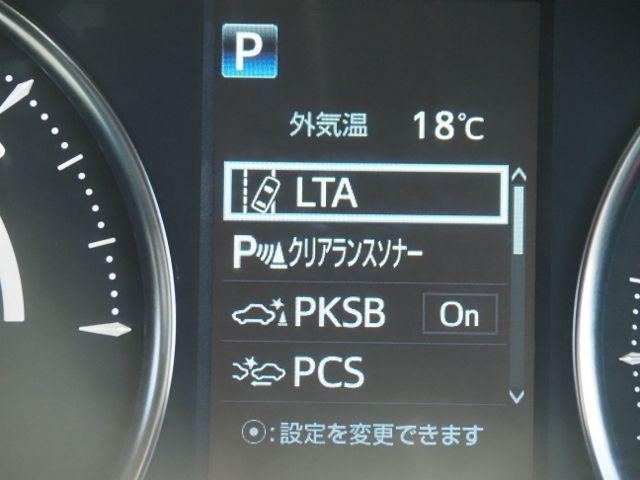 P
外気温 18℃
LTA
Pクリアランスソナー
PKSB On
PCS
:設定を変更できます